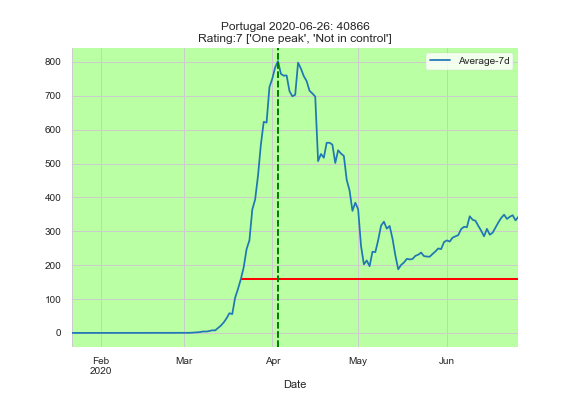 Portugal 2020-06-26: 40866
Rating:7 ['One peak', 'Not in control']
Average-7d
800
700
600
500
400
300
200
100
0
Feb
2020
Mar
Apr
May
Jun
Date